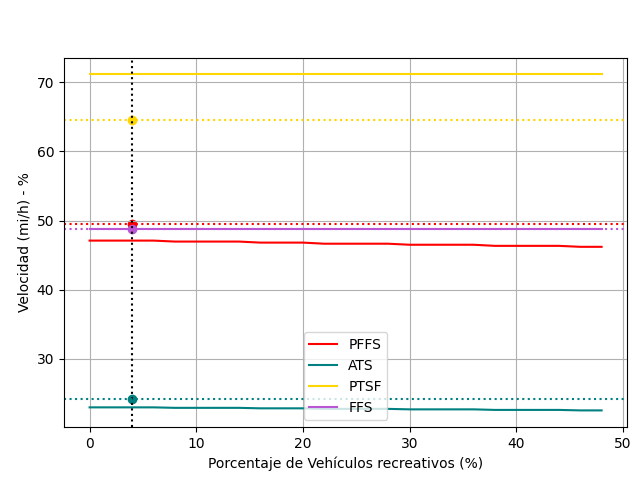 70
60
50
40
30
Velocidad (mi/h) - %
PFFS
ATS
PTSF
FFS
0 10 20 30 40 50
Porcentaje de Vehículos recreativos (%)